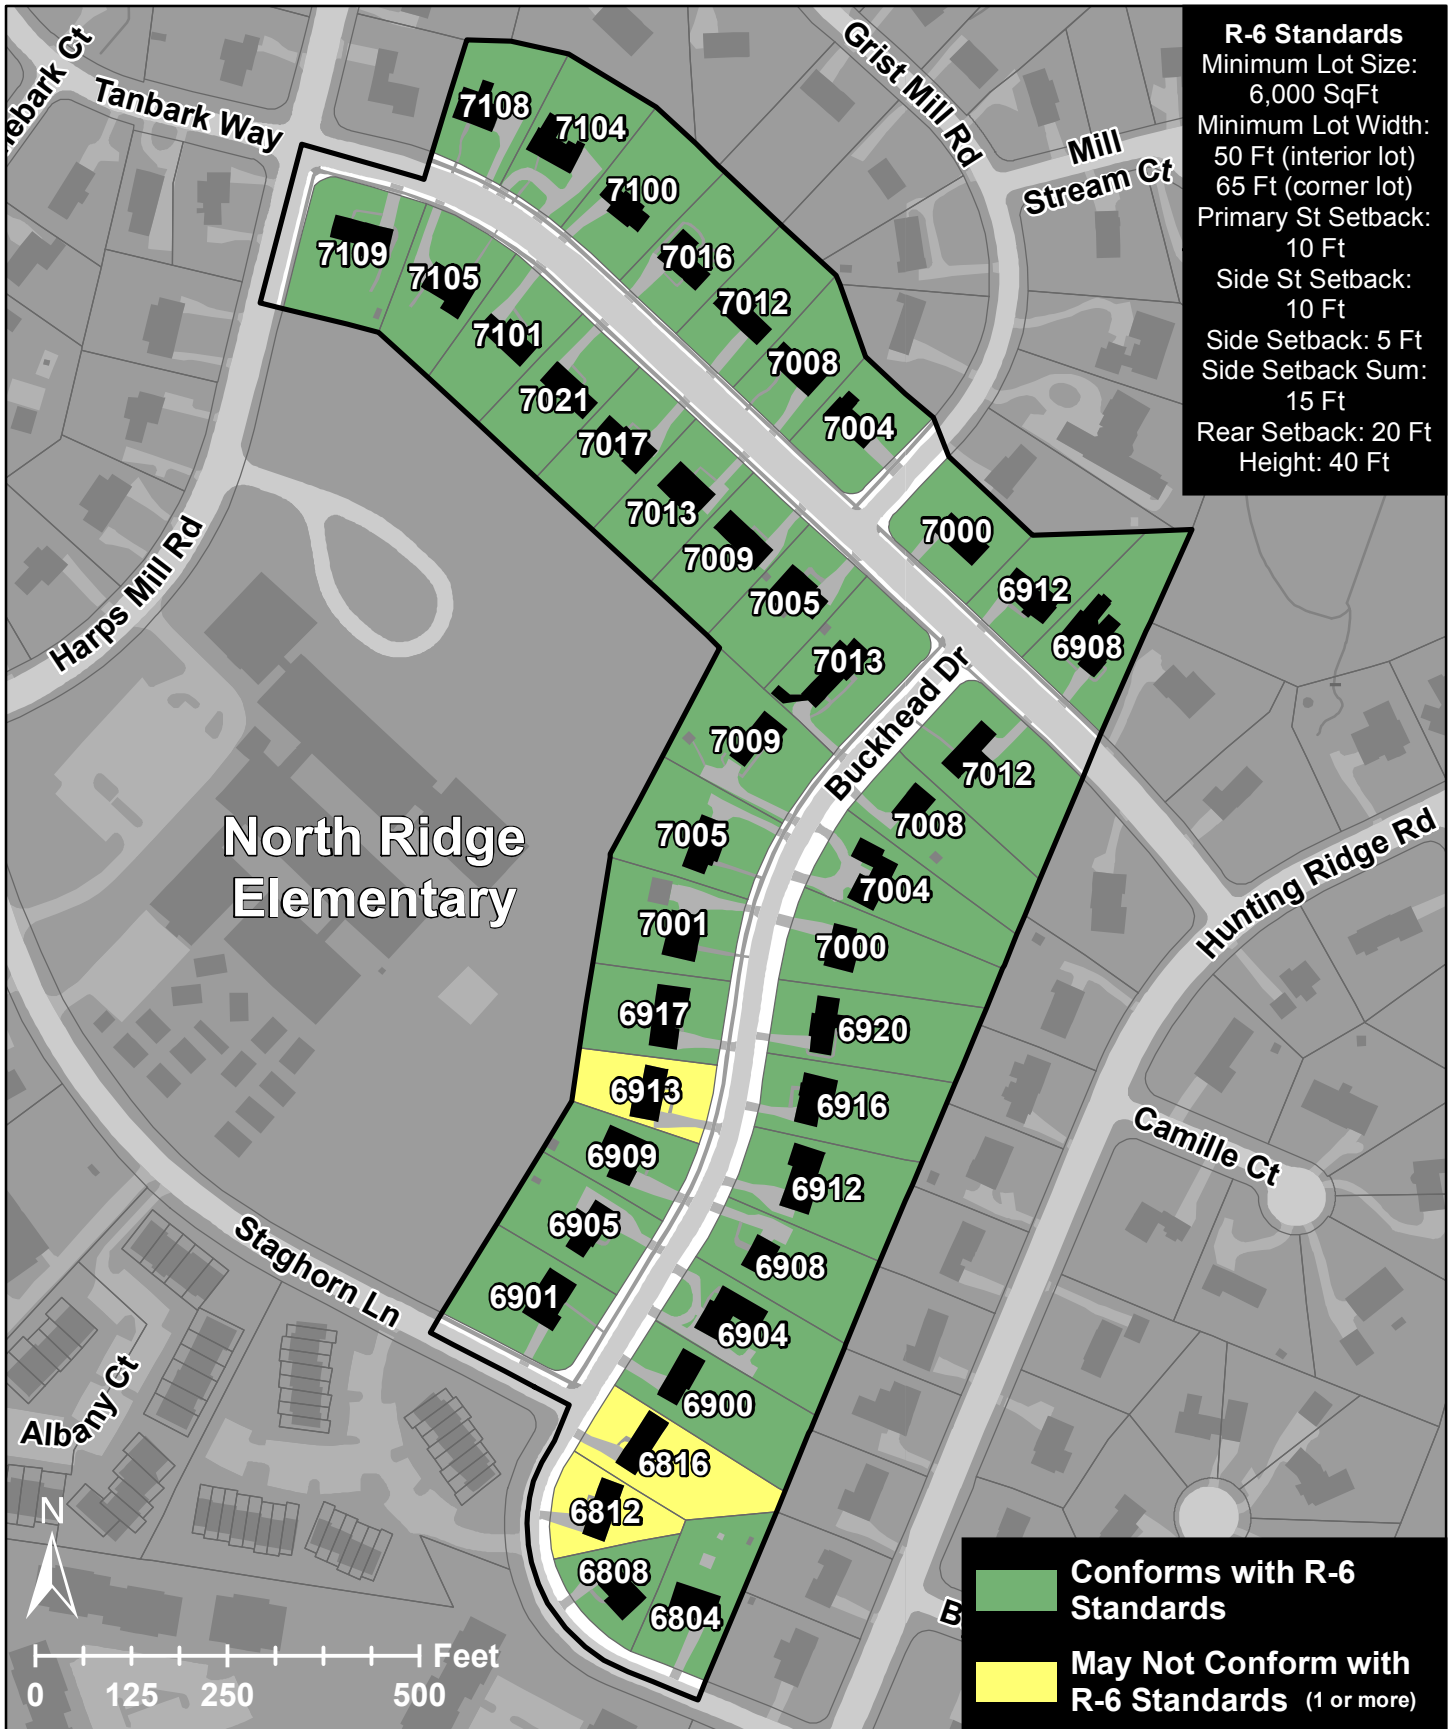 R-6 Standards
Minimum Lot Size:
6,000 SqFt
Minimum Lot Width:
50 Ft (interior lot)
65 Ft (corner lot)
Primary St Setback:
10 Ft
Side St Setback:
10 Ft
Side Setback: 5 Ft
Side Setback Sum:
15 Ft
Rear Setback: 20 Ft
Height: 40 Ft
Tanbark Way
Grist Mill Rd
Mill
Stream Ct
7108
7104
7100
7016
7012
7008
7004
7109
7105
7101
7021
7017
7013
7009
7005
7013
7000
6912
6908
Harps Mill Rd
Buckhead Dr
7009
7005
7001
6917
6913
6909
6905
6901
7012
7008
7004
7000
6920
6916
6912
6908
6904
6900
6816
6812
6808
6804
North Ridge
Elementary
Hunting Ridge Rd
Camille Ct
Staghorn Ln
Albany Ct
B
N
Feet
0 125 250 500
Conforms with R-6
Standards
May Not Conform with
R-6 Standards (1 or more)